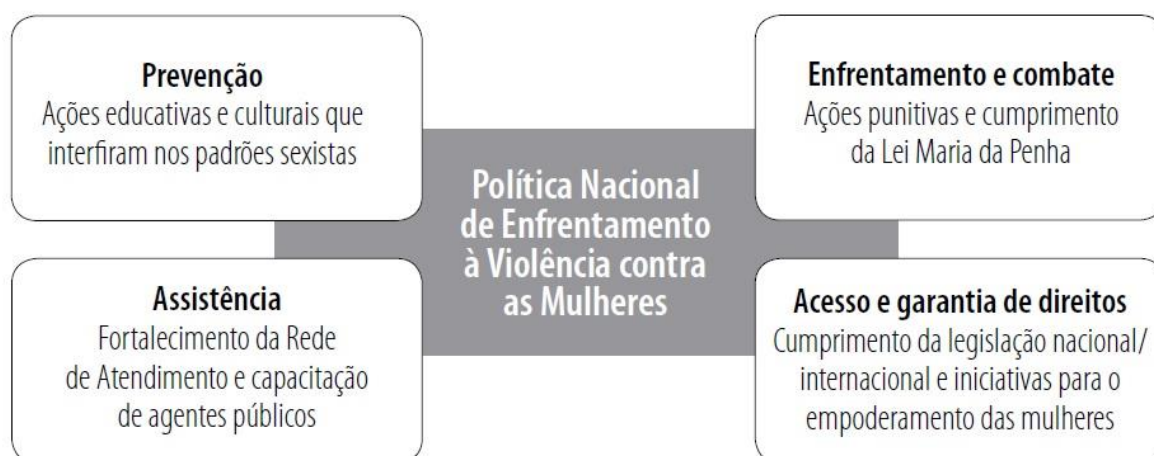 Prevenção
Ações educativas e culturais que
interfiram nos padrões sexistas
Enfrentamento e combate
Ações punitivas e cumprimento
da Lei Maria da Penha
Política Nacional
de Enfrentamento
à Violência contra
as Mulheres
Assistência
Fortalecimento da Rede
de Atendimento e capacitação
de agentes públicos
Acesso e garantia de direitos
Cumprimento da legislação nacional/
internacional e iniciativas para o
empoderamento das mulheres